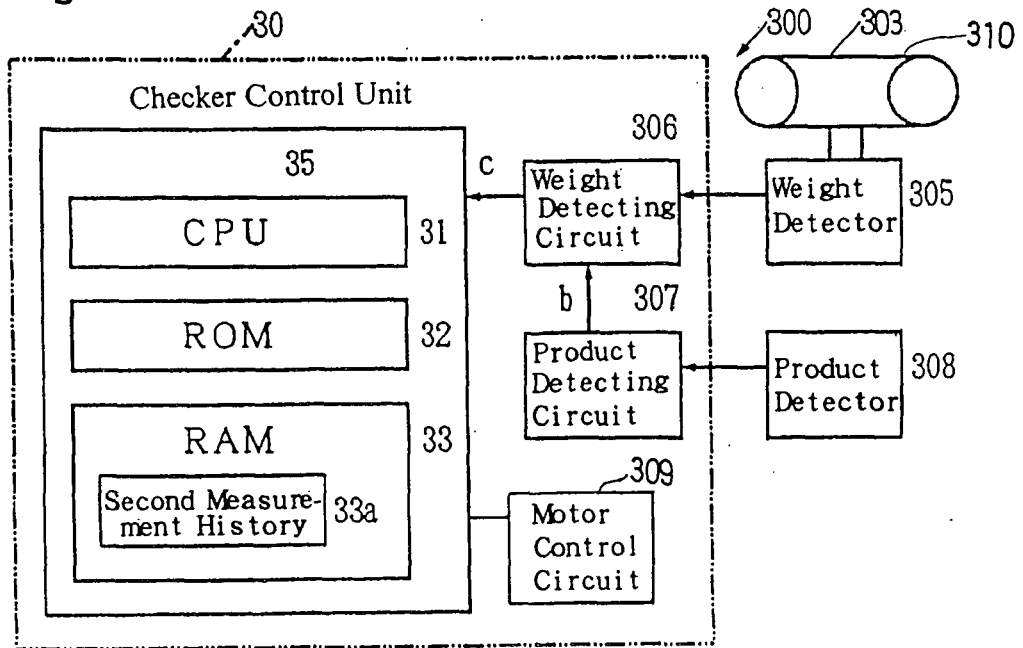 30
300
303
310
Checker Control Unit
35
CPU
31
ROM
32
RAM
33
Second Measure-
ment History
33a
c
306
Weight
Detecting
Circuit
b
307
Product
Detecting
Circuit
309
Motor
Control
Circuit
Weight
Detector
305
Product
Detector
308